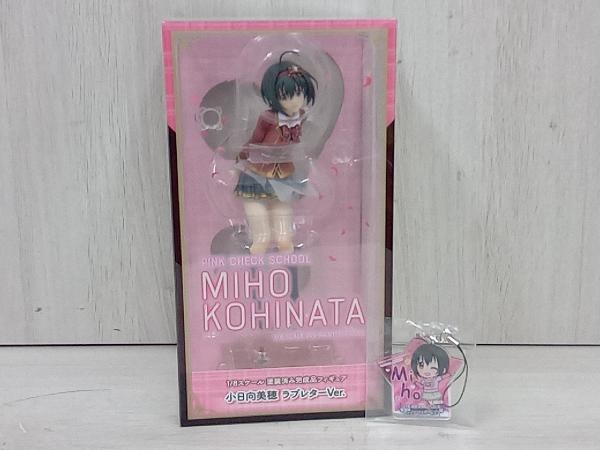 PINK CHECK SCHOOL
MIHO
KOHINATA
1/8スケール 塗装済み完成品フィギュア
小日向美穂 ラブレターVer.
Miho